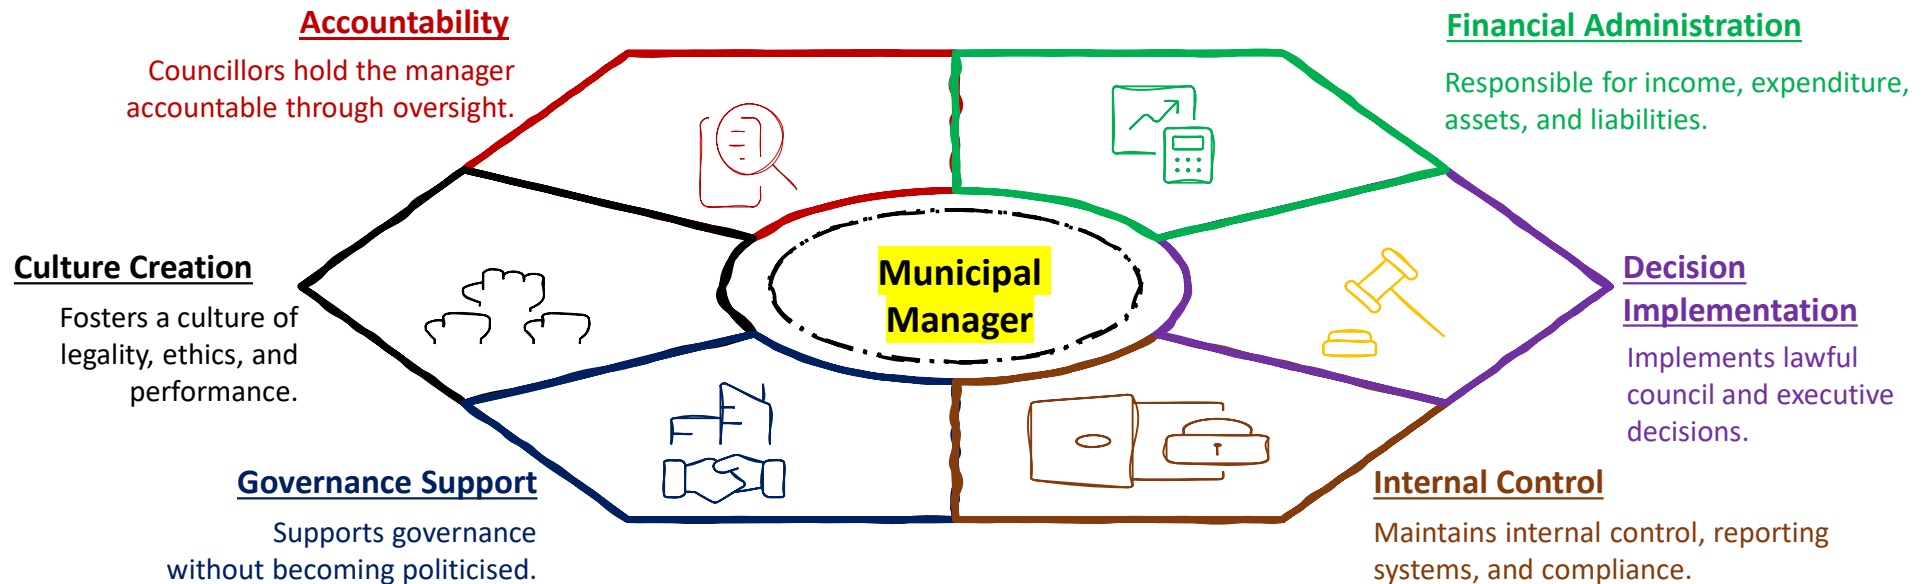 Accountability
Councillors hold the manager
accountable through oversight.
Financial Administration
Responsible for income, expenditure,
assets, and liabilities.
Culture Creation
Fosters a culture of
legality, ethics, and
performance.
Municipal
Manager
Decision
Implementation
Implements lawful
council and executive
decisions.
Governance Support
Supports governance
without becoming politicised.
Internal Control
Maintains internal control, reporting
systems, and compliance.